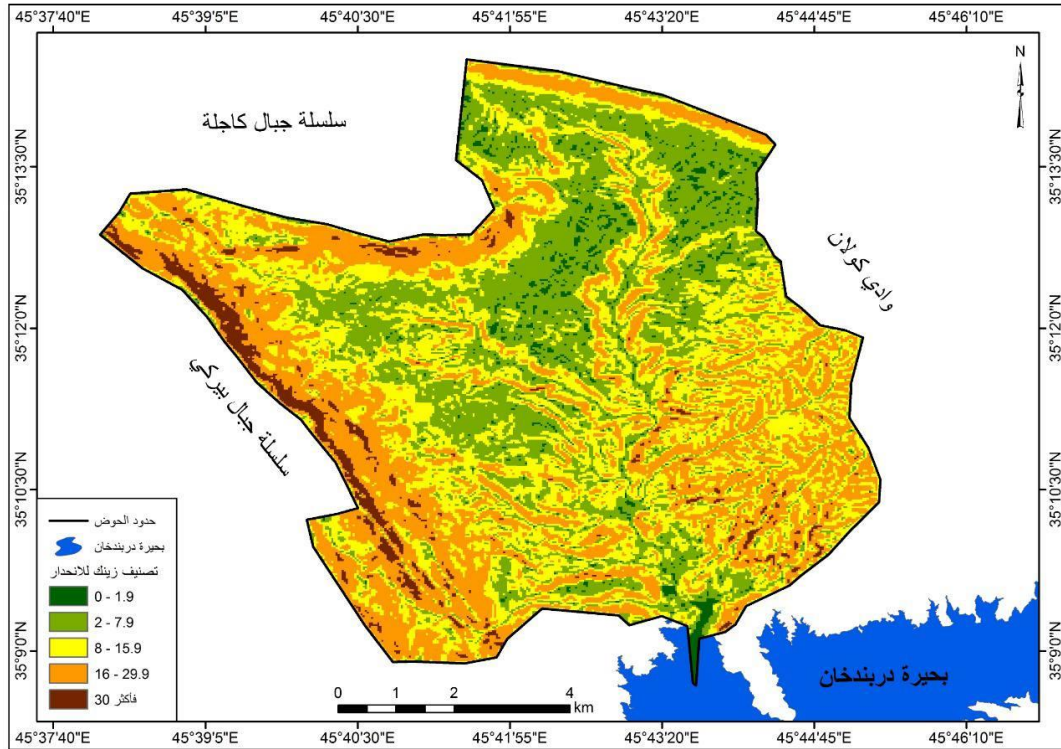 45°37'40"E 45°39'5"E 45°40'30"E 45°41'55"E 45°43'20"E 45°44'45"E 45°46'10"E
N
سلسلة جبال كاجلة
35°13'30"N 35°13'30"N
وادي كولان
35°12'0"N 35°12'0"N
سلسلة جبال بيركي
35°10'30"N 35°10'30"N
حدود الحوض
بحيرة دربندخان
تصنيف زينك للانحدار
0 - 1.9
2 - 7.9
8 - 15.9
16 - 29.9
30 فأكثر
35°9'0"N 35°9'0"N
بحيرة دربندخان
0 1 2 4
km
45°37'40"E 45°39'5"E 45°40'30"E 45°41'55"E 45°43'20"E 45°44'45"E 45°46'10"E